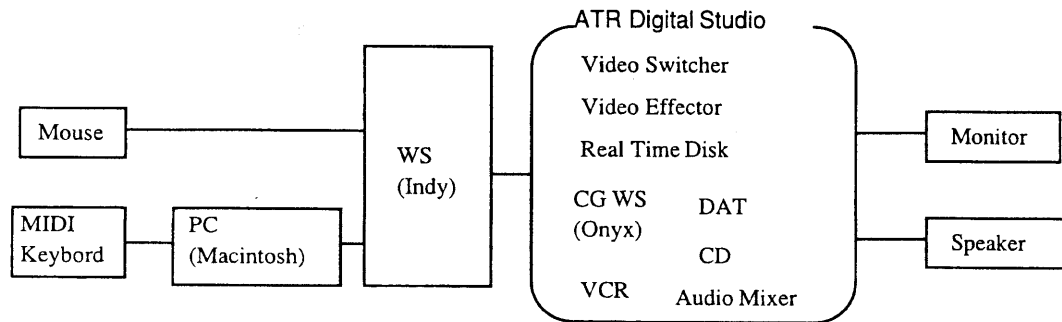 ATR Digital Studio
Video Switcher
Video Effector
Real Time Disk
CG WS
(Onyx)
DAT
CD
VCR
Audio Mixer
Mouse
MIDI
Keybord
PC
(Macintosh)
WS
(Indy)
Monitor
Speaker